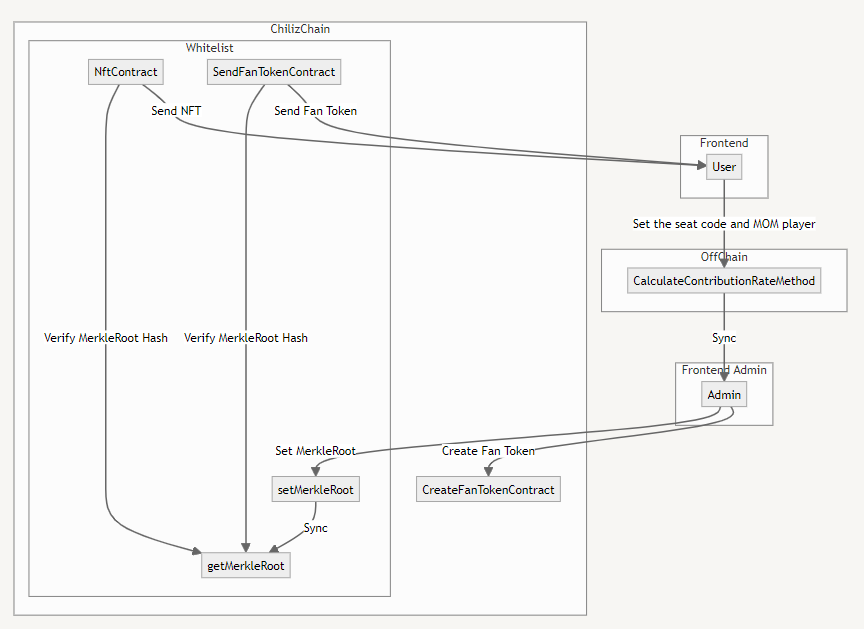 ChilizChain
Whitelist
NftContract
SendFanTokenContract
Send NFT
Send Fan Token
Frontend
User
Set the seat code and MOM player
OffChain
CalculateContributionRateMethod
Verify MerkleRoot Hash
Verify MerkleRoot Hash
Sync
Frontend Admin
Admin
Set MerkleRoot
Create Fan Token
setMerkleRoot
CreateFanTokenContract
Sync
getMerkleRoot